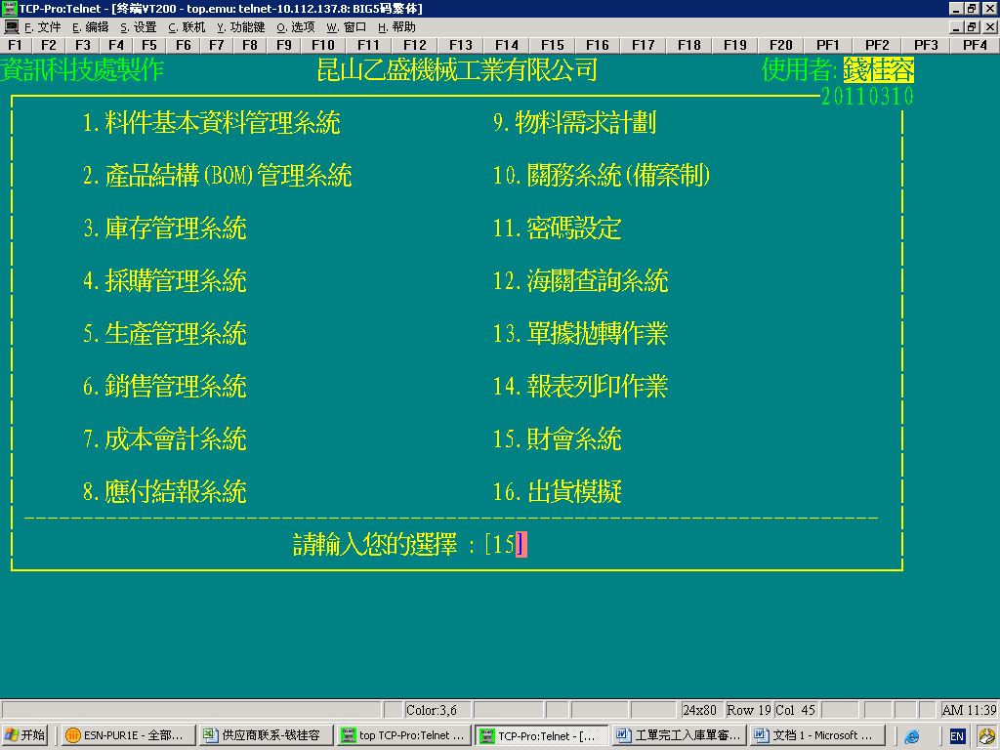 TCP-Pro:Telnet - [终端VT200 - top.emu: telnet-10.112.137.8: BIG5码繁体]
F. 文件 E. 编辑 S. 设置 C. 联机 Y. 功能键 O. 选项 W. 窗口 H. 帮助
F1 F2 F3 F4 F5 F6 F7 F8 F9 F10 F11 F12 F13 F14 F15 F16 F17 F18 F19 F20 PF1 PF2 PF3 PF4
資訊科技處製作 昆山乙盛機械工業有限公司 使用者: 錢桂容
20110310
1. 料件基本資料管理系統 9. 物料需求計劃
2. 產品結構(BOM)管理系統 10. 關務系統(備案制)
3. 庫存管理系統 11. 密碼設定
4. 採購管理系統 12. 海關查詢系統
5. 生產管理系統 13. 單據拋轉作業
6. 銷售管理系統 14. 報表列印作業
7. 成本會計系統 15. 財會系統
8. 應付結報系統 16. 出貨模擬
請輸入您的選擇 : [15]
Color:3,6 24x80 Row 19 Col 45 AM 11:39
开始 ESN-PUR1E - 全部... 供应商联系-钱桂容 top TCP-Pro:Telnet ... TCP-Pro:Telnet - [... 工單完工入庫單審... 文档 1 - Microsoft ... EN